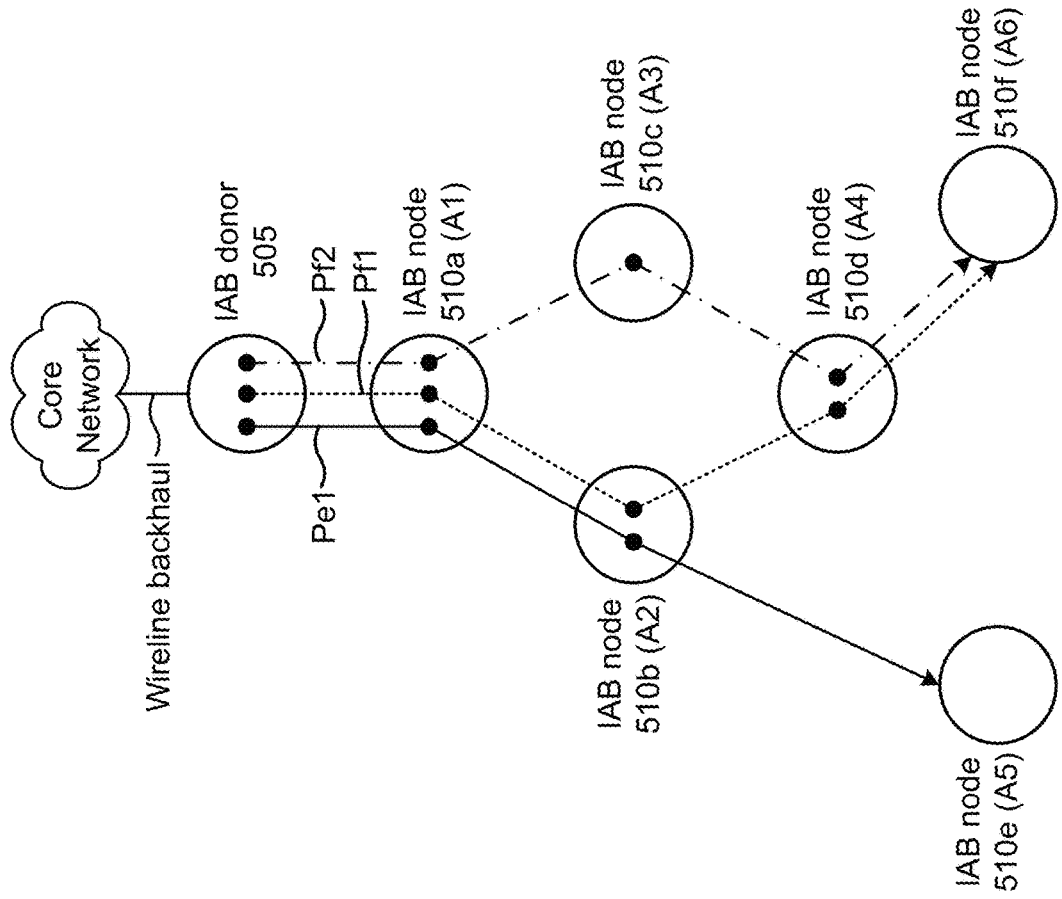 Core
Network
Wireline backhaul
IAB donor
505
Pf2
Pf1
Pe1
IAB node
510a (A1)
IAB node
510b (A2)
IAB node
510c (A3)
IAB node
510d (A4)
IAB node
510e (A5)
IAB node
510f (A6)